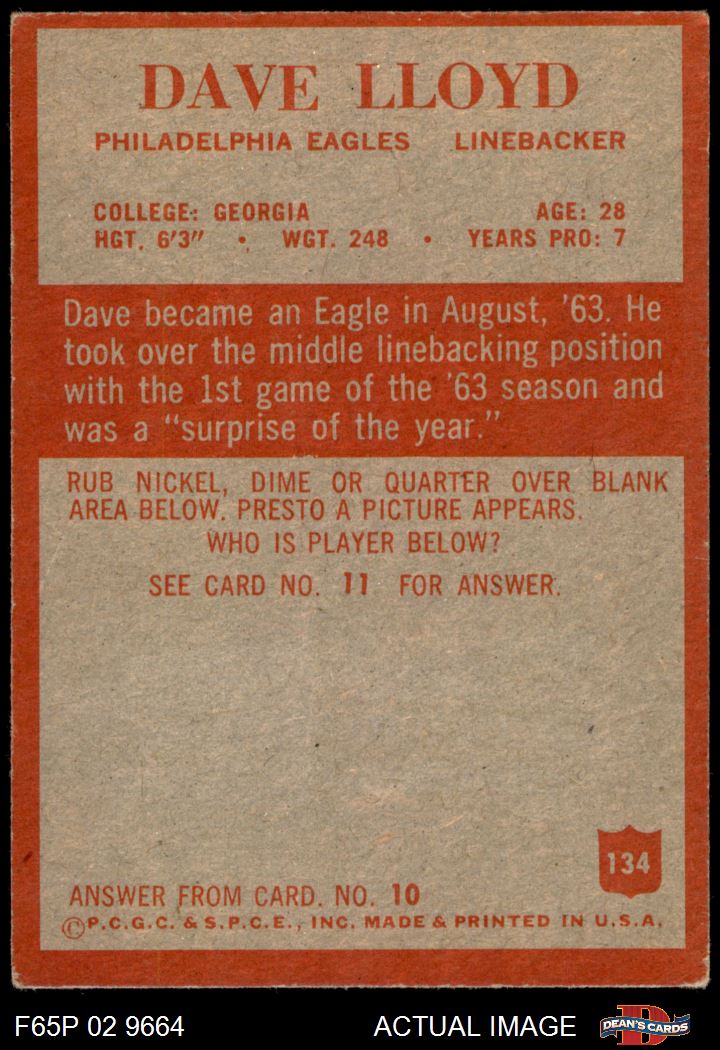 DAVE LLOYD
PHILADELPHIA EAGLES LINEBACKER
COLLEGE: GEORGIA AGE: 28
HGT. 6'3" • WGT. 248 • YEARS PRO: 7
Dave became an Eagle in August, '63. He
took over the middle linebacking position
with the 1st game of the '63 season and
was a "surprise of the year."
RUB NICKEL, DIME OR QUARTER OVER BLANK
AREA BELOW. PRESTO A PICTURE APPEARS.
WHO IS PLAYER BELOW?
SEE CARD NO. 11 FOR ANSWER.
134
ANSWER FROM CARD. NO. 10
©P.C.G.C. & S.P.C.E., INC. MADE & PRINTED IN U.S.A.
F65P 02 9664 ACTUAL IMAGE D DEAN'S CARDS